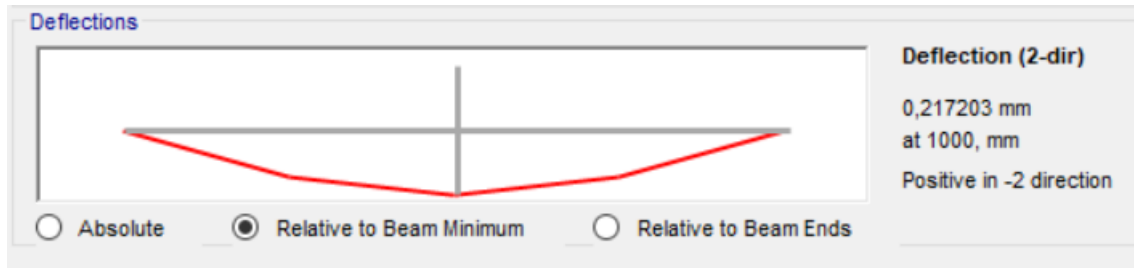 Deflections
Deflection (2-dir)
0,217203 mm
at 1000, mm
Positive in -2 direction
Absolute
Relative to Beam Minimum
Relative to Beam Ends